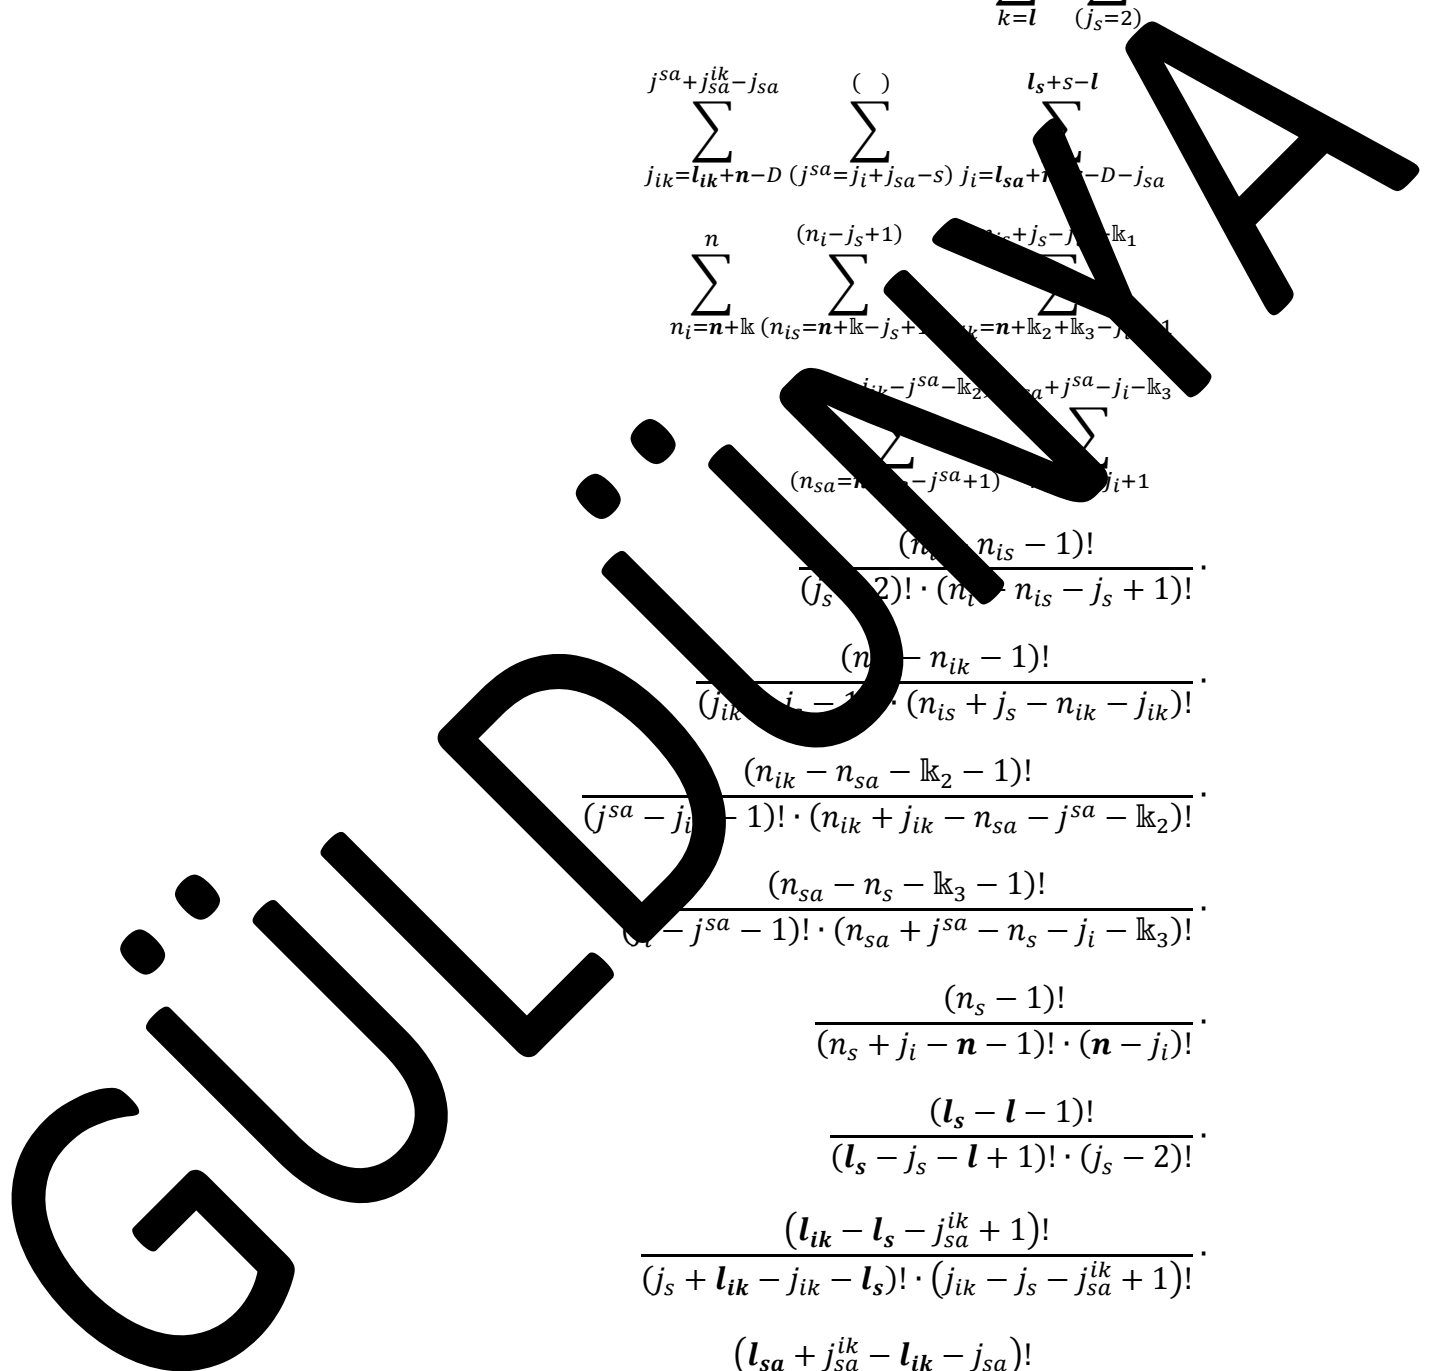 k=l (j_s=2)
j^{sa}+j_{sa}^{ik}-j_{sa} ( ) l_s+s-l
∑ ∑ ∑
j_{ik}=l_{ik}+n-D (j^{sa}=j_i+j_{sa}-s) j_i=l_{sa}+ -D-j_{sa}
n (n_i-j_s+1) +j_s- 𝕜_1
∑ ∑ ∑
n_i=n+𝕜 (n_{is}=n+𝕜-j_s+ =n+𝕜_2+𝕜_3-
-j^{sa}-𝕜_2 +j^{sa}-j_i-𝕜_3
∑ ∑
(n_{sa}= -j^{sa}+1) j_i+1
( n_{is} - 1)!
(j_s 2)! · (n_i - n_{is} - j_s + 1)!
·
(n - n_{ik} - 1)!
(j_{ik} · (n_{is} + j_s - n_{ik} - j_{ik})!
·
(n_{ik} - n_{sa} - 𝕜_2 - 1)!
(j^{sa} - j - 1)! · (n_{ik} + j_{ik} - n_{sa} - j^{sa} - 𝕜_2)!
·
(n_{sa} - n_s - 𝕜_3 - 1)!
- j^{sa} - 1)! · (n_{sa} + j^{sa} - n_s - j_i - 𝕜_3)!
·
(n_s - 1)!
(n_s + j_i - n - 1)! · (n - j_i)!
·
(l_s - l - 1)!
(l_s - j_s - l + 1)! · (j_s - 2)!
·
(l_{ik} - l_s - j_{sa}^{ik} + 1)!
(j_s + l_{ik} - j_{ik} - l_s)! · (j_{ik} - j_s - j_{sa}^{ik} + 1)!
·
(l_{sa} + j_{sa}^{ik} - l_{ik} - j_{sa})!
GÜLDÜNYA